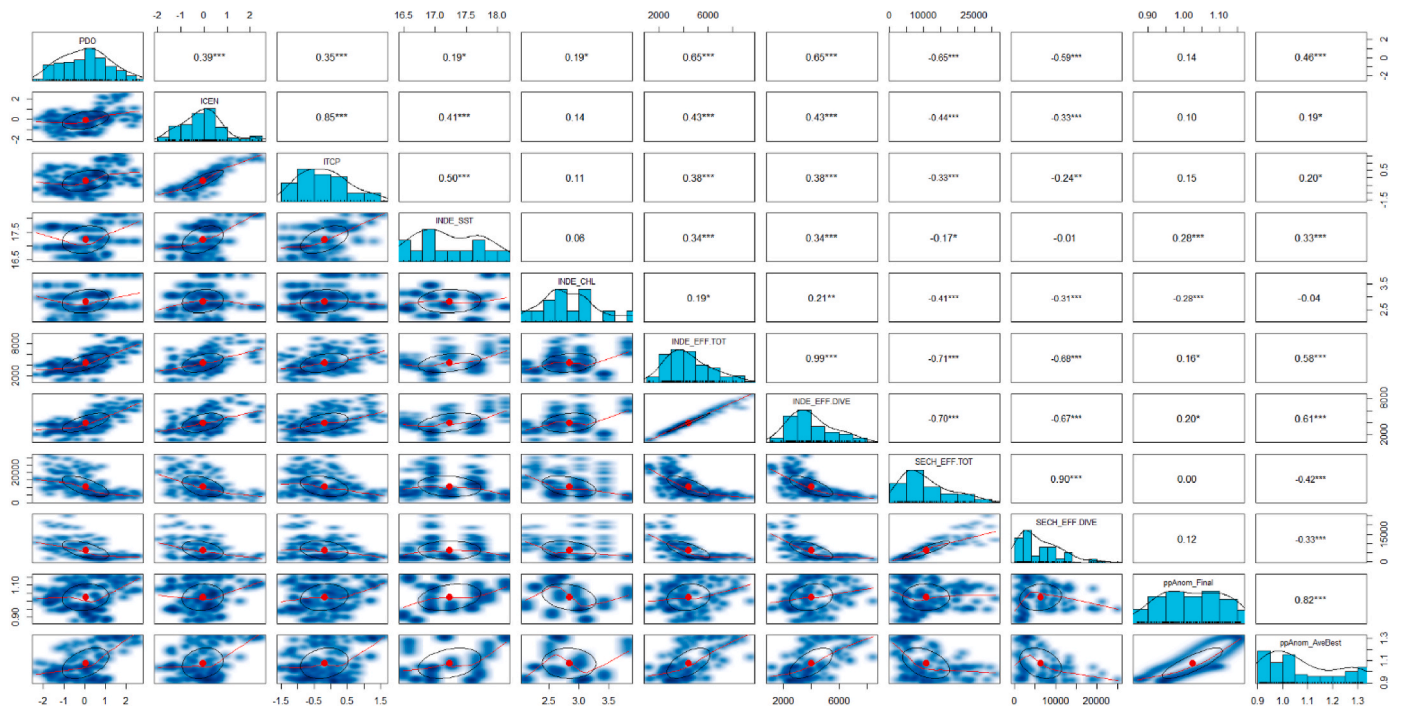 -2 0 2 16.5 17.0 17.5 18.0 2000 6000 0 10000 25000 0.90 1.00 1.10
PDO 0.39*** 0.35*** 0.19* 0.19* 0.65*** 0.65*** -0.65*** -0.59*** 0.14 0.46*** -2 0 2
-2 0 2 ICEN 0.85*** 0.41*** 0.14 0.43*** 0.43*** -0.44*** -0.33*** 0.10 0.19*
ITCP 0.50*** 0.11 0.38*** 0.38*** -0.33*** -0.24** 0.15 0.20* -1.5 0.5
16.5 17.5 INDE_SST 0.06 0.34*** 0.34*** -0.17* -0.01 0.28*** 0.33***
INDE_CHL 0.19* 0.21** -0.41*** -0.31*** -0.28*** -0.04 2.5 3.5
2000 8000 INDE_EFF.TOT 0.99*** -0.71*** -0.68*** 0.16* 0.58***
INDE_EFF.DIVE -0.70*** -0.67*** 0.20* 0.61*** 2000 6000
0 20000 SECH_EFF.TOT 0.90*** 0.00 -0.42***
SECH_EFF.DIVE 0.12 -0.33*** 0 15000
0.90 1.10 ppAnom_Final 0.82***
ppAnom_AveBest 0.9 1.1 1.3
-2 -1 0 1 2 -1.5 -0.5 0.5 1.5 2.5 3.0 3.5 2000 6000 0 10000 20000 0.9 1.0 1.1 1.2 1.3